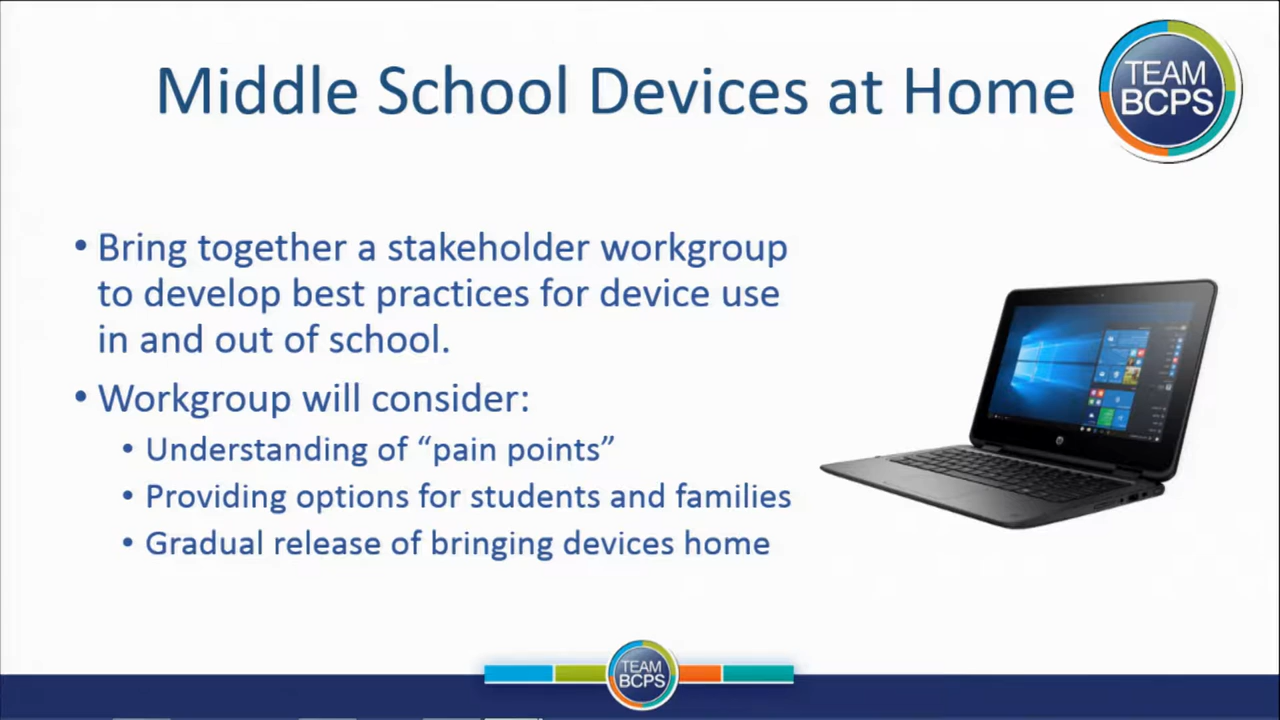 Middle School Devices at Home
TEAM
BCPS
• Bring together a stakeholder workgroup
to develop best practices for device use
in and out of school.
• Workgroup will consider:
• Understanding of “pain points”
• Providing options for students and families
• Gradual release of bringing devices home
TEAM
BCPS